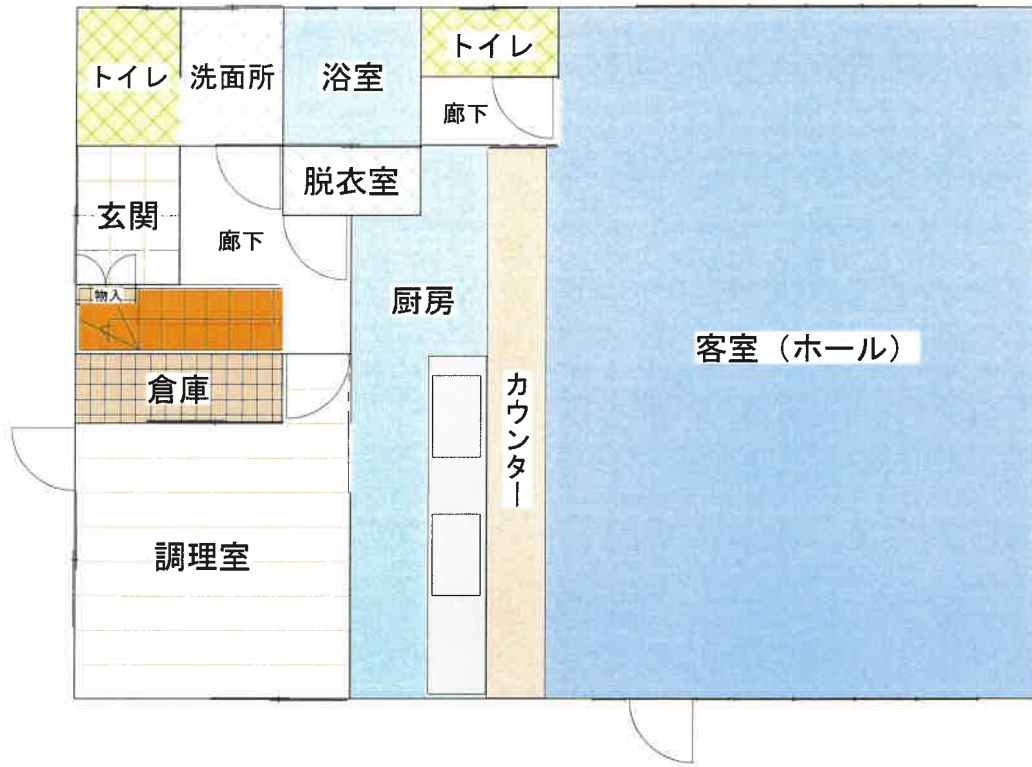 トイレ
洗面所
浴室
トイレ
廊下
脱衣室
玄関
廊下
物入
厨房
客室（ホール）
倉庫
カウンター
調理室